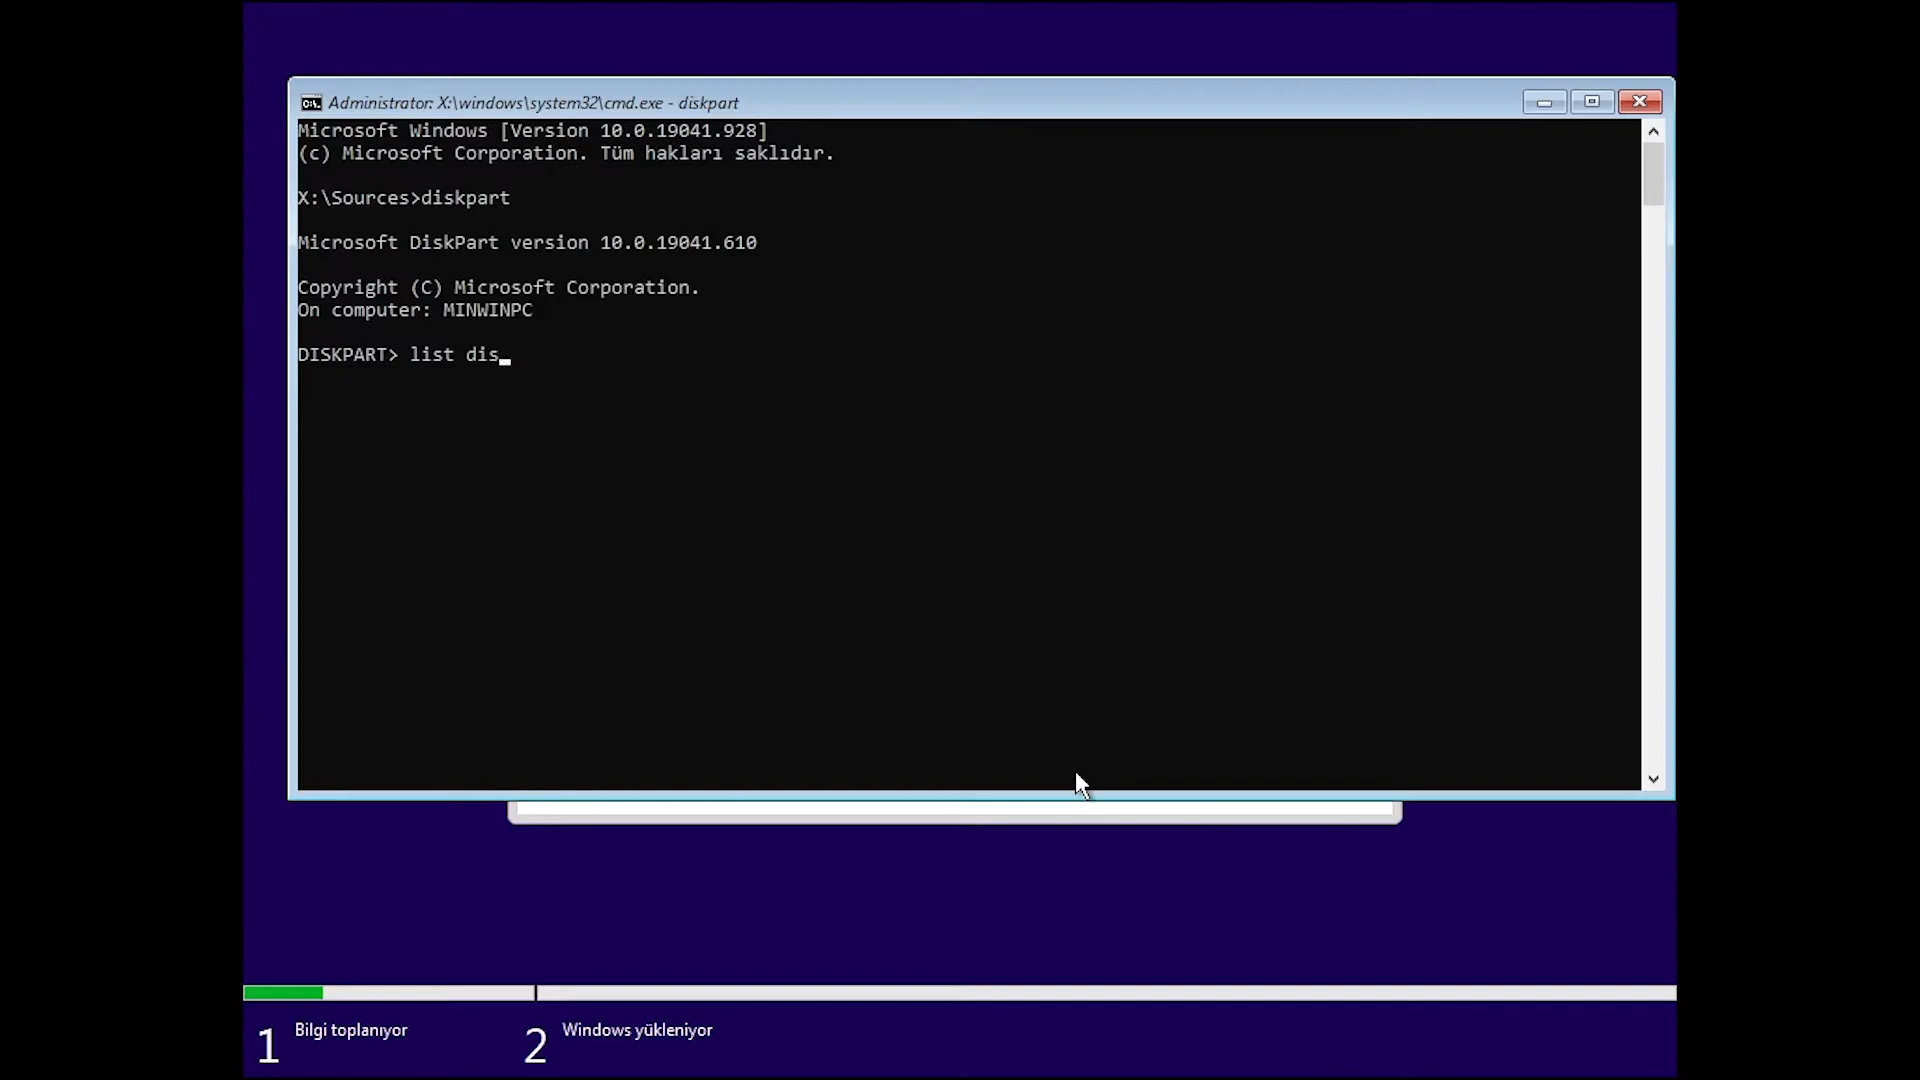 Administrator: X:\windows\system32\cmd.exe - diskpart
Microsoft Windows [Version 10.0.19041.928]
(c) Microsoft Corporation. Tüm hakları saklıdır.
X:\Sources>diskpart
Microsoft DiskPart version 10.0.19041.610
Copyright (C) Microsoft Corporation.
On computer: MINWINPC
DISKPART> list dis
1 Bilgi toplanıyor
2 Windows yükleniyor